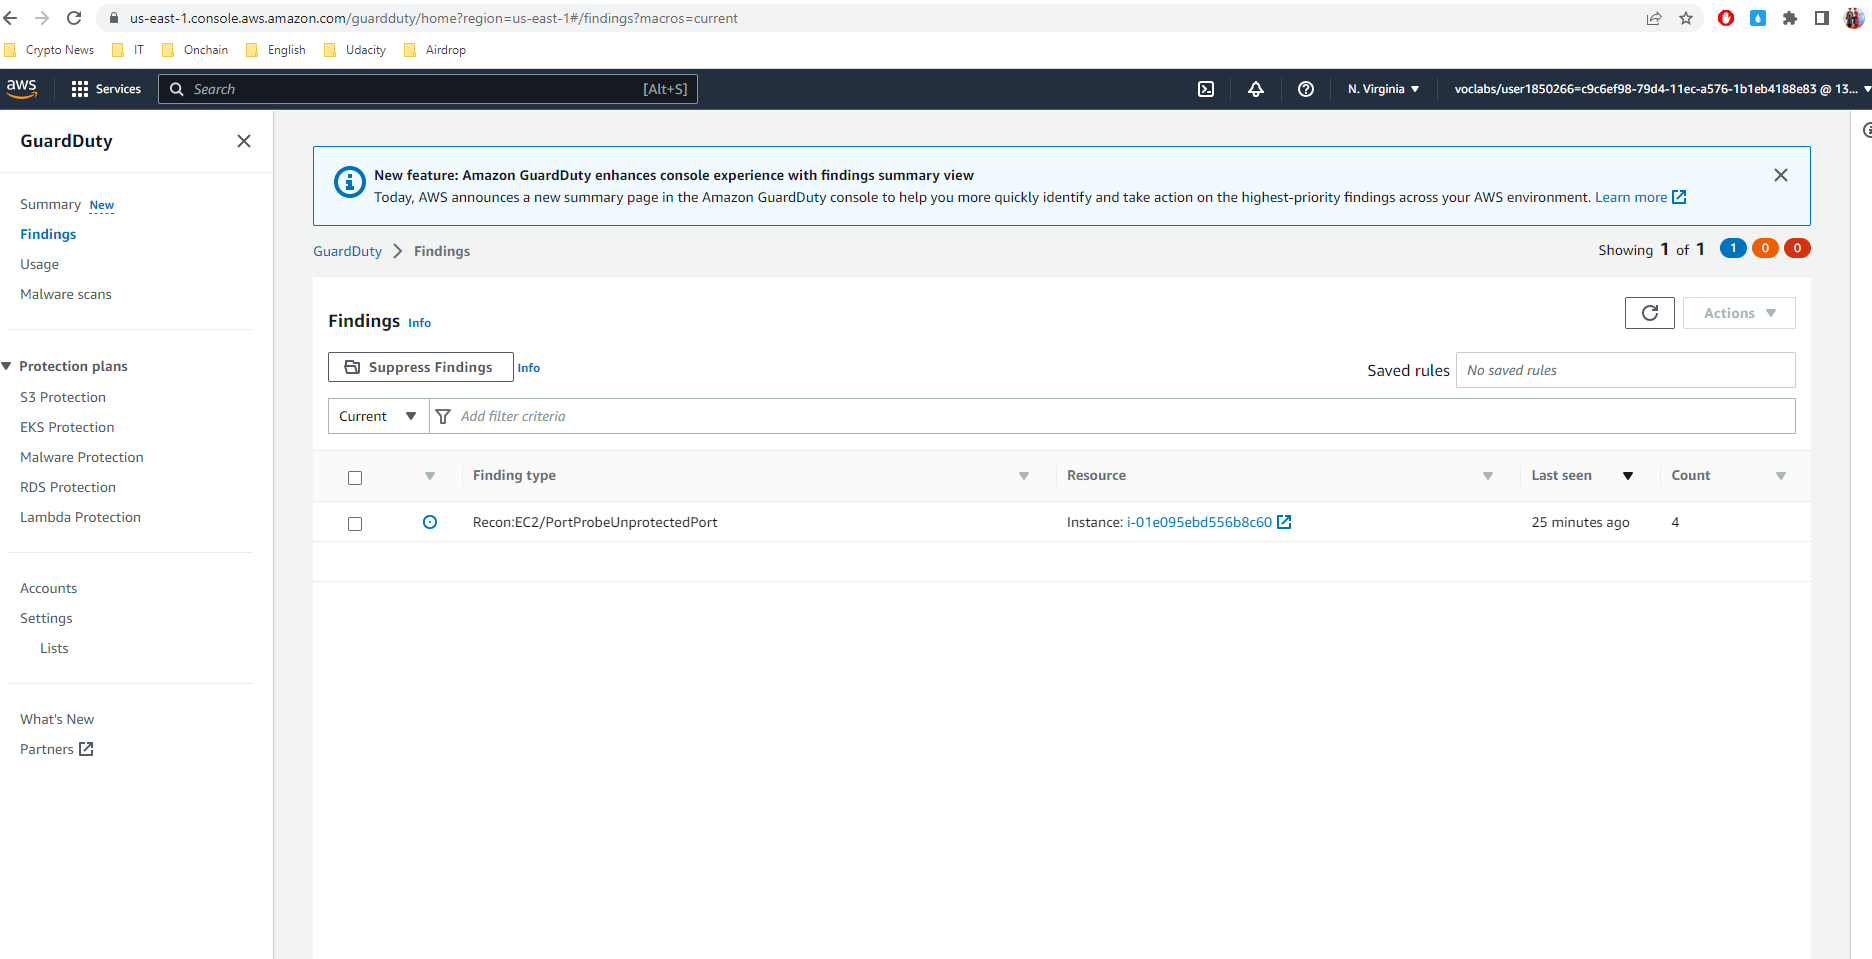 us-east-1.console.aws.amazon.com/guardduty/home?region=us-east-1#/findings?macros=current
Crypto News IT Onchain English Udacity Airdrop
aws Services Search [Alt+S] N. Virginia voclabs/user1850266=c9c6ef98-79d4-11ec-a576-1b1eb4188e83 @ 13...
GuardDuty
Summary New
Findings
Usage
Malware scans
Protection plans
S3 Protection
EKS Protection
Malware Protection
RDS Protection
Lambda Protection
Accounts
Settings
Lists
What's New
Partners
New feature: Amazon GuardDuty enhances console experience with findings summary view
Today, AWS announces a new summary page in the Amazon GuardDuty console to help you more quickly identify and take action on the highest-priority findings across your AWS environment. Learn more
GuardDuty Findings Showing 1 of 1 1 0 0
Findings Info Actions
Suppress Findings Info Saved rules No saved rules
Current Add filter criteria
Finding type Resource Last seen Count
Recon:EC2/PortProbeUnprotectedPort Instance: i-01e095ebd556b8c60 25 minutes ago 4